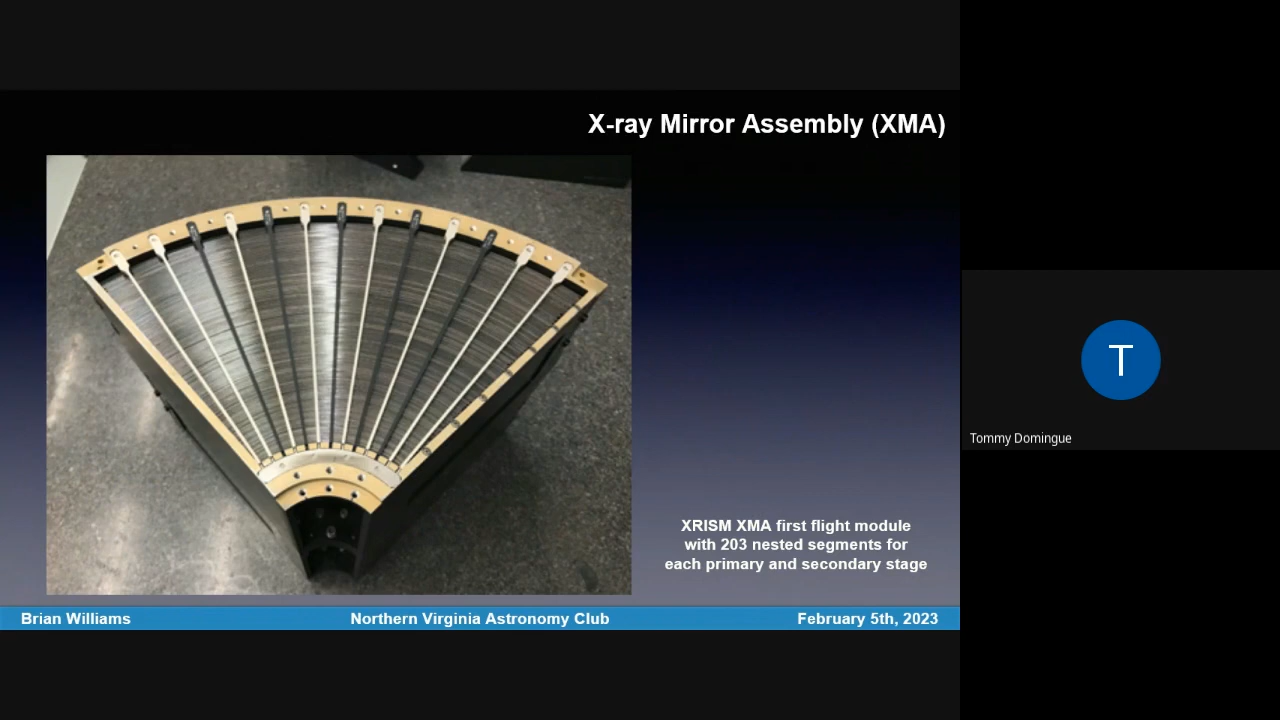 X-ray Mirror Assembly (XMA)
XRISM XMA first flight module
with 203 nested segments for
each primary and secondary stage
Brian Williams
Northern Virginia Astronomy Club
February 5th, 2023
T
Tommy Domingue